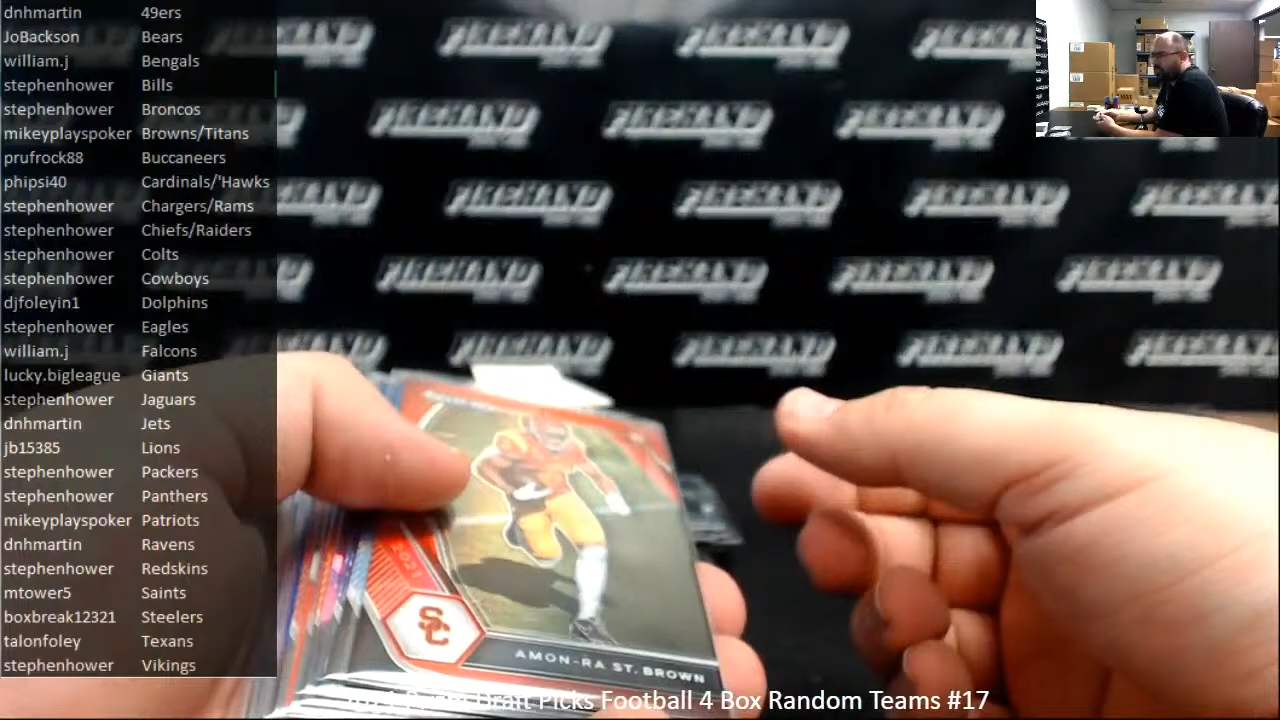 dnhmartin 49ers
JoBackson Bears
william.j Bengals
stephenhower Bills
stephenhower Broncos
mikeyplayspoker Browns/Titans
prufrock88 Buccaneers
phipsi40 Cardinals/'Hawks
stephenhower Chargers/Rams
stephenhower Chiefs/Raiders
stephenhower Colts
stephenhower Cowboys
djfoleyin1 Dolphins
stephenhower Eagles
william.j Falcons
lucky.bigleague Giants
stephenhower Jaguars
dnhmartin Jets
jb15385 Lions
stephenhower Packers
stephenhower Panthers
mikeyplayspoker Patriots
dnhmartin Ravens
stephenhower Redskins
mtower5 Saints
boxbreak12321 Steelers
talonfoley Texans
stephenhower Vikings
2021
SC
AMON-RA ST. BROWN
Draft Picks Football 4 Box Random Teams #17